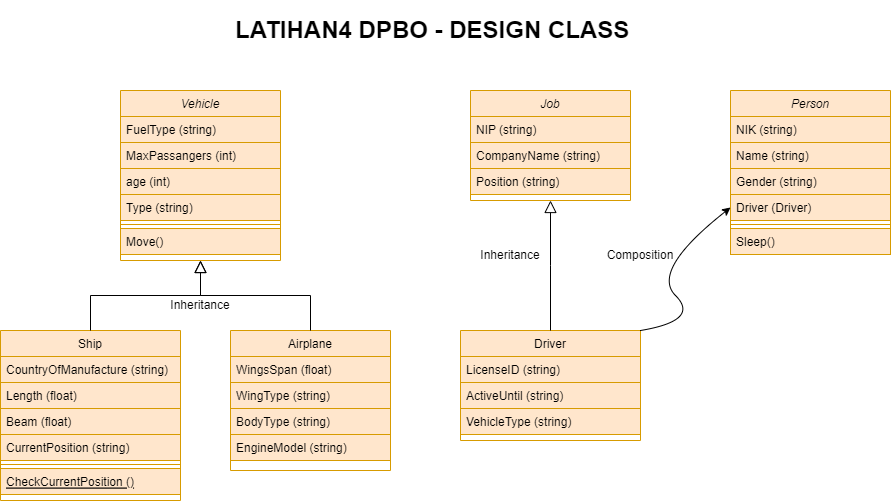 LATIHAN4 DPBO - DESIGN CLASS
Vehicle
FuelType (string)
MaxPassangers (int)
age (int)
Type (string)
Move()
Job
NIP (string)
CompanyName (string)
Position (string)
Person
NIK (string)
Name (string)
Gender (string)
Driver (Driver)
Sleep()
Inheritance
Composition
Inheritance
Ship
CountryOfManufacture (string)
Length (float)
Beam (float)
CurrentPosition (string)
CheckCurrentPosition ()
Airplane
WingsSpan (float)
WingType (string)
BodyType (string)
EngineModel (string)
Driver
LicenseID (string)
ActiveUntil (string)
VehicleType (string)